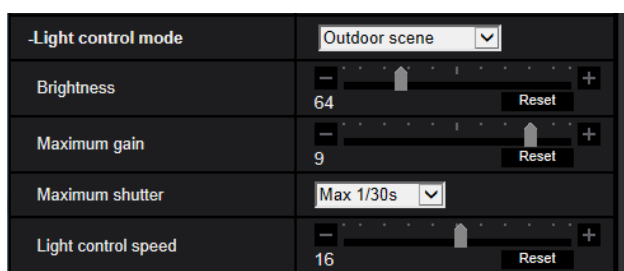 -Light control mode Outdoor scene
Brightness
64 Reset
Maximum gain
9 Reset
Maximum shutter Max 1/30s
Light control speed
16 Reset